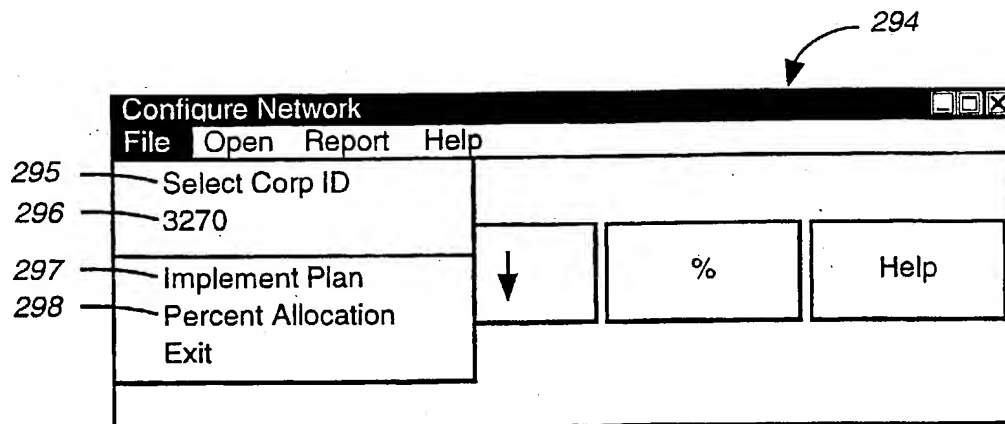 294
Configure Network
File Open Report Help
295 Select Corp ID
296 3270
297 Implement Plan
298 Percent Allocation
Exit
% Help